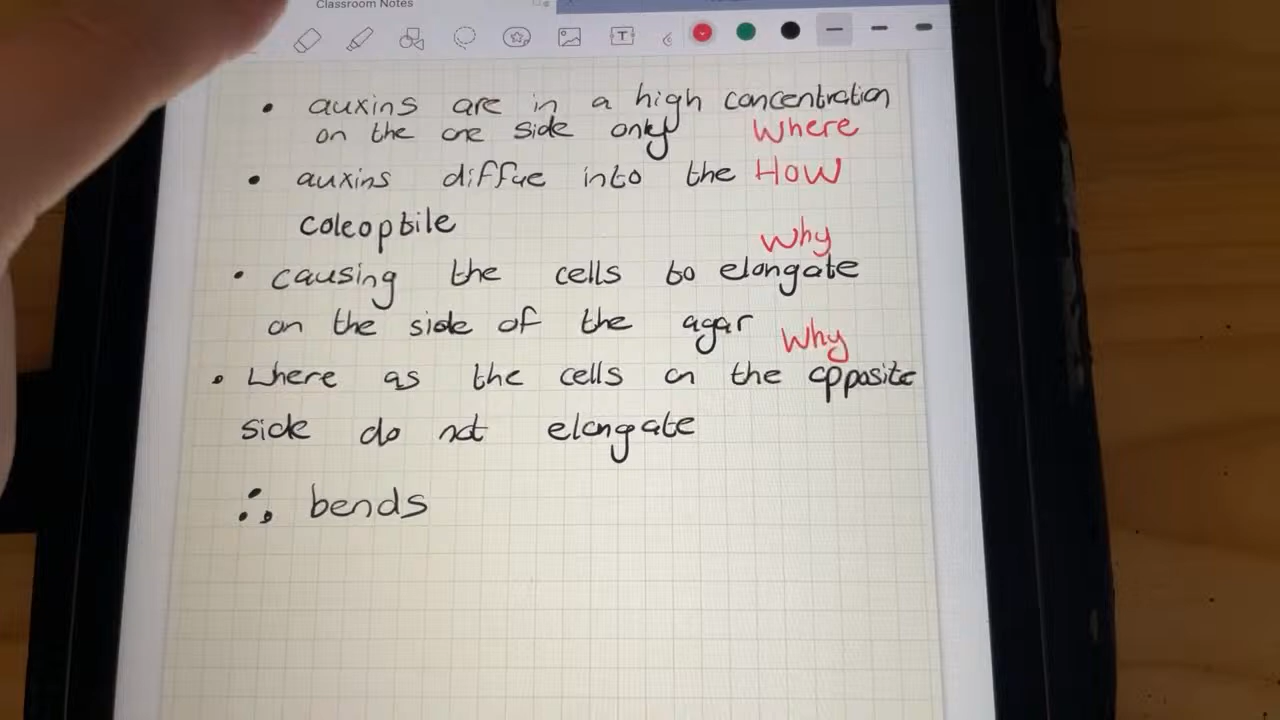 Classroom Notes
• auxins are in a high concentration
on the one side only Where
• auxins diffue into the How
coleoptile
Why
• causing the cells to elongate
on the side of the agar
Why
• Where as the cells on the opposite
side do not elongate
∴ bends